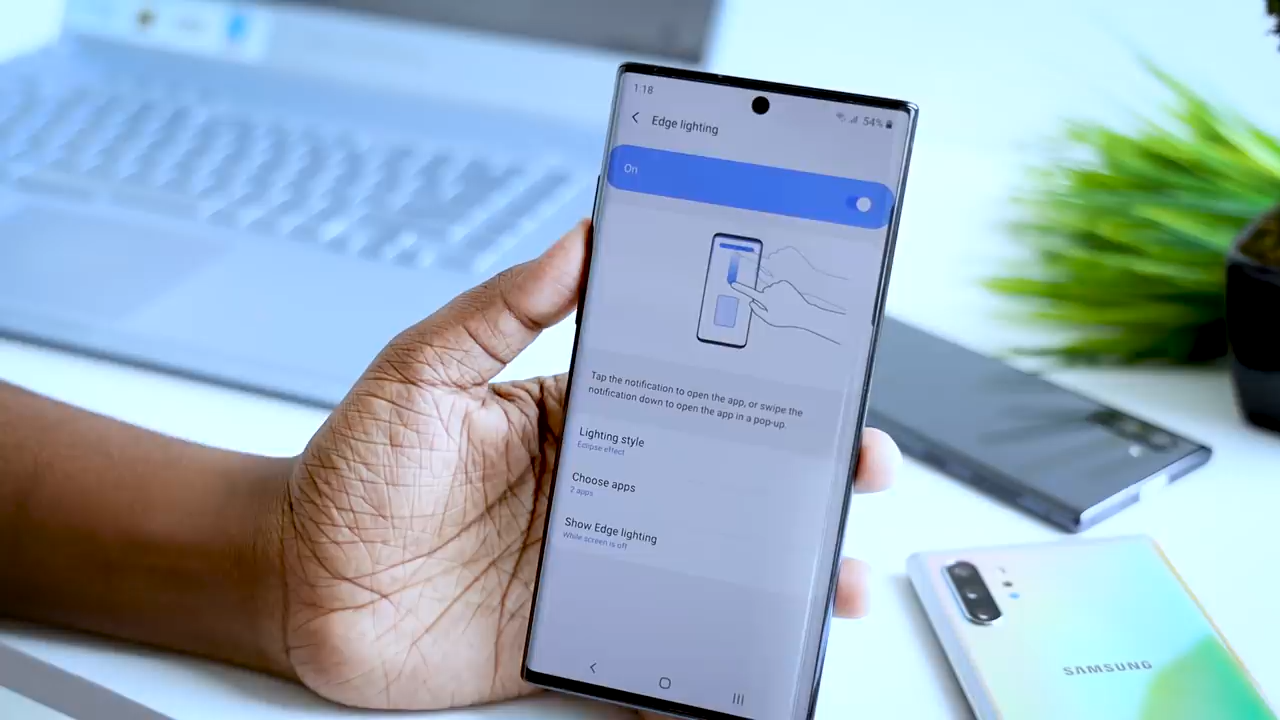 1:18
54%
Edge lighting
On
Tap the notification to open the app, or swipe the
notification down to open the app in a pop-up.
Lighting style
Eclipse effect
Choose apps
7 apps
Show Edge lighting
While screen is off
SAMSUNG